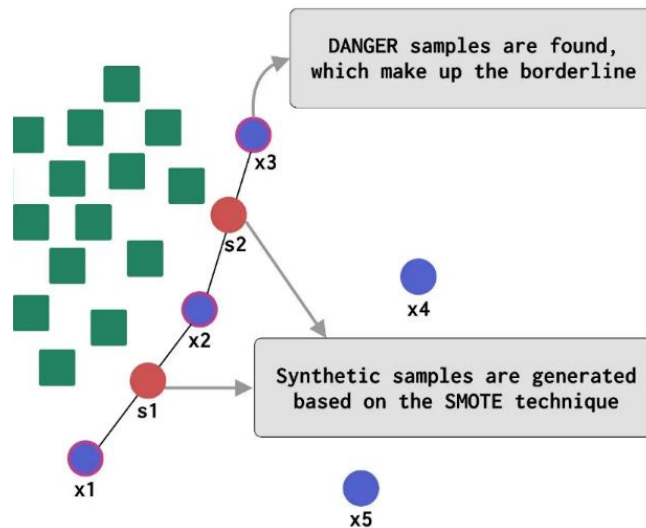 DANGER samples are found,
which make up the borderline
x3
s2
x4
x2
Synthetic samples are generated
based on the SMOTE technique
s1
x1
x5